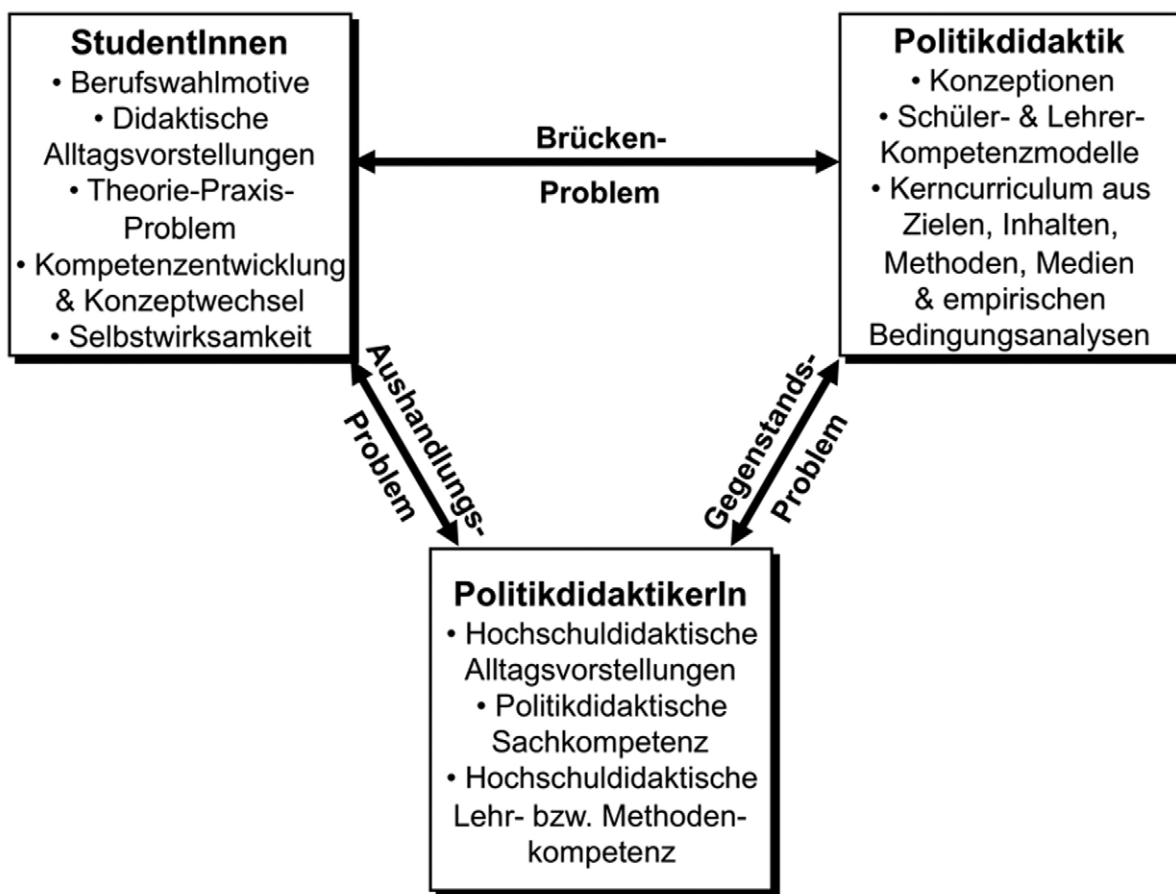 StudentInnen
• Berufswahlmotive
• Didaktische
Alltagsvorstellungen
• Theorie-Praxis-
Problem
• Kompetenzentwicklung
& Konzeptwechsel
• Selbstwirksamkeit
Brücken-
Problem
Politikdidaktik
• Konzeptionen
• Schüler- & Lehrer-
Kompetenzmodelle
• Kerncurriculum aus
Zielen, Inhalten,
Methoden, Medien
& empirischen
Bedingungsanalysen
Aushandlungs-
Problem
Gegenstands-
Problem
PolitikdidaktikerIn
• Hochschuldidaktische
Alltagsvorstellungen
• Politikdidaktische
Sachkompetenz
• Hochschuldidaktische
Lehr- bzw. Methoden-
kompetenz